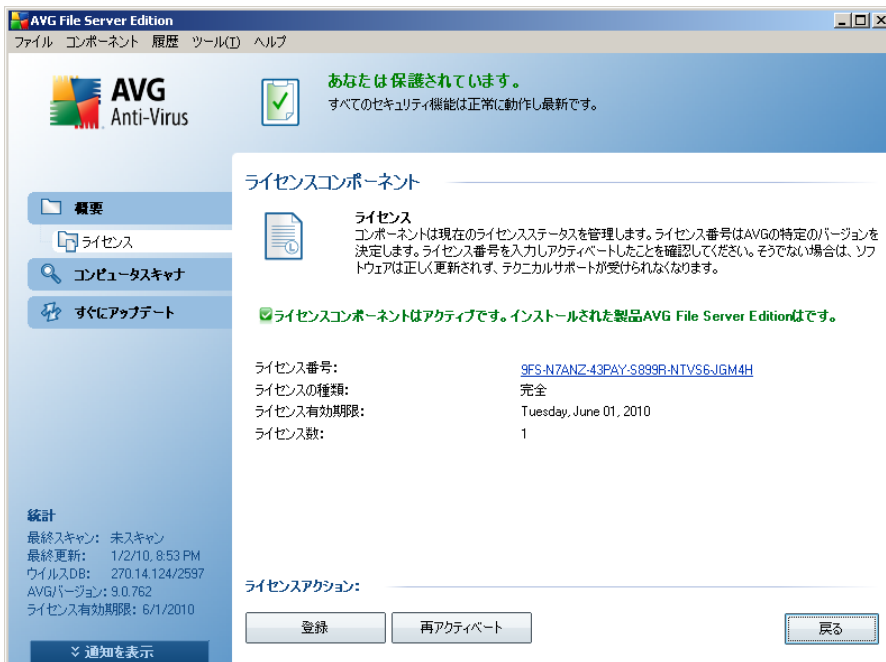 AVG File Server Edition
ファイル コンポーネント 履歴 ツール(T) ヘルプ
AVG
Anti-Virus
あなたは保護されています。
すべてのセキュリティ機能は正常に動作し最新です。
概要
ライセンス
コンピュータスキャナ
すぐにアップデート
ライセンスコンポーネント
ライセンス
コンポーネントは現在のライセンスステータスを管理します。ライセンス番号はAVGの特定のバージョンを
決定します。ライセンス番号を入力しアクティベートしたことを確認してください。そうでない場合は、ソフ
トウェアは正しく更新されず、テクニカルサポートが受けられなくなります。
ライセンスコンポーネントはアクティブです。インストールされた製品AVG File Server Editionはです。
ライセンス番号: 9FS-N7ANZ-43PAY-S899R-NTVS6-JGM4H
ライセンスの種類: 完全
ライセンス有効期限: Tuesday, June 01, 2010
ライセンス数: 1
統計
最終スキャン: 未スキャン
最終更新: 1/2/10, 8:53 PM
ウイルスDB: 270.14.124/2597
AVGバージョン: 9.0.762
ライセンス有効期限: 6/1/2010
通知を表示
ライセンスアクション:
登録 再アクティベート 戻る